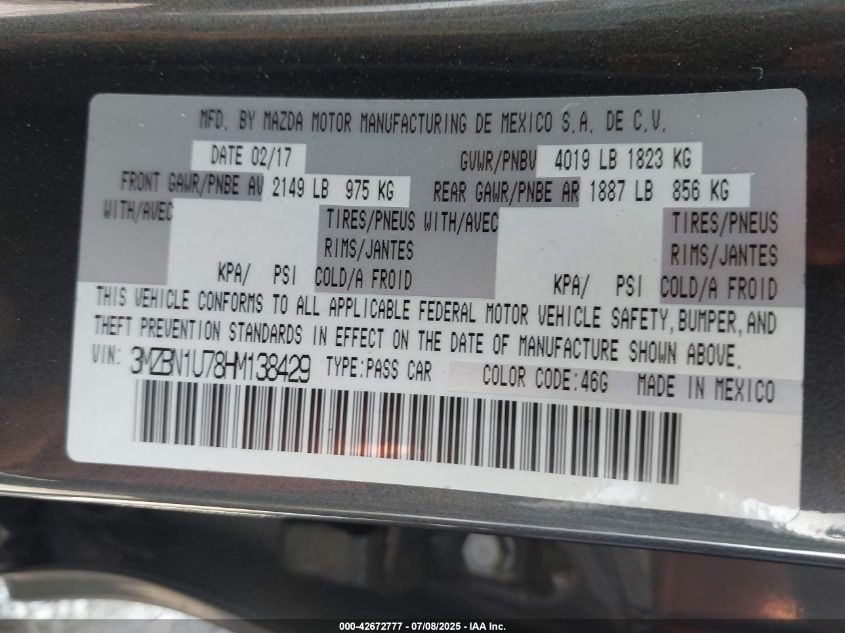 MFD. BY MAZDA MOTOR MANUFACTURING DE MEXICO S.A. DE C.V.
DATE 02/17 GVWR/PNBV 4019 LB 1823 KG
FRONT GAWR/PNBE AV 2149 LB 975 KG REAR GAWR/PNBE AR 1887 LB 856 KG
WITH/AVEC TIRES/PNEUS WITH/AVEC TIRES/PNEUS
RIMS/JANTES RIMS/JANTES
KPA/ PSI COLD/A FROID KPA/ PSI COLD/A FROID
THIS VEHICLE CONFORMS TO ALL APPLICABLE FEDERAL MOTOR VEHICLE SAFETY, BUMPER, AND
THEFT PREVENTION STANDARDS IN EFFECT ON THE DATE OF MANUFACTURE SHOWN ABOVE.
VIN: 3MZBN1U78HM138429 TYPE:PASS CAR COLOR CODE:46G MADE IN MEXICO
000-42672777 - 07/08/2025 - IAA Inc.